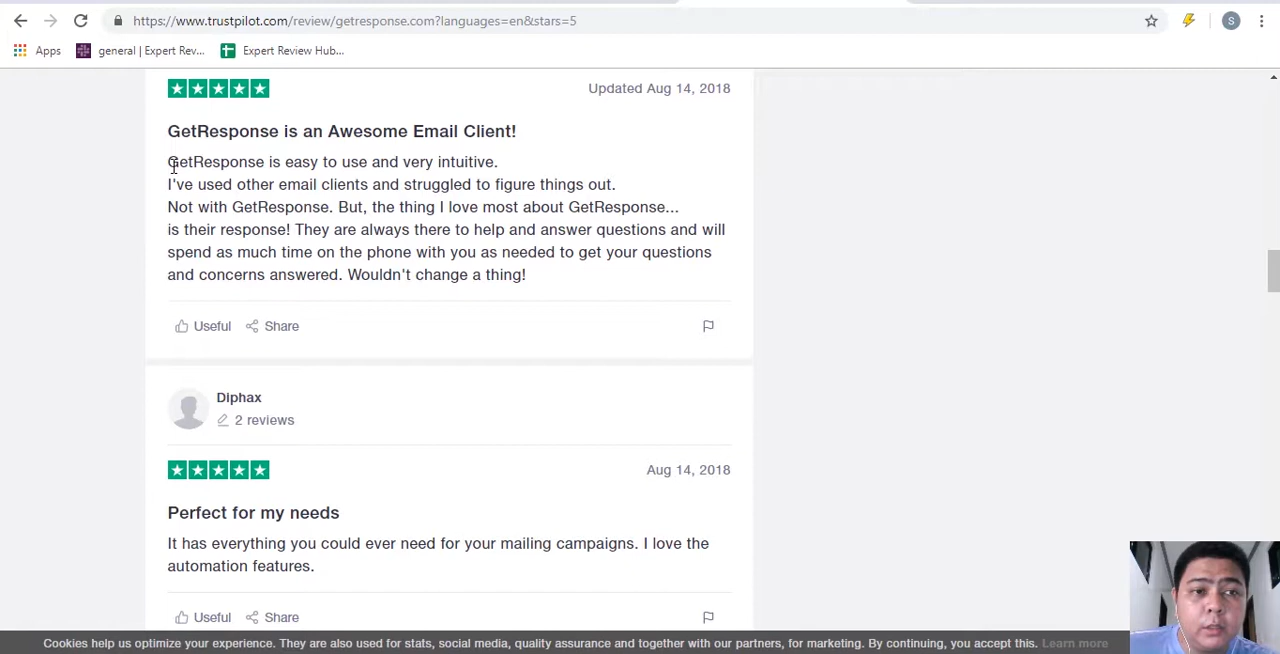 https://www.trustpilot.com/review/getresponse.com?languages=en&stars=5
S
Apps
general | Expert Rev...
Expert Review Hub...
Updated Aug 14, 2018
GetResponse is an Awesome Email Client!
GetResponse is easy to use and very intuitive.
I've used other email clients and struggled to figure things out.
Not with GetResponse. But, the thing I love most about GetResponse...
is their response! They are always there to help and answer questions and will
spend as much time on the phone with you as needed to get your questions
and concerns answered. Wouldn't change a thing!
Useful
Share
Diphax
2 reviews
Aug 14, 2018
Perfect for my needs
It has everything you could ever need for your mailing campaigns. I love the
automation features.
Useful
Share
Cookies help us optimize your experience. They are also used for stats, social media, quality assurance and together with our partners, for marketing. By continuing, you accept this. Learn more